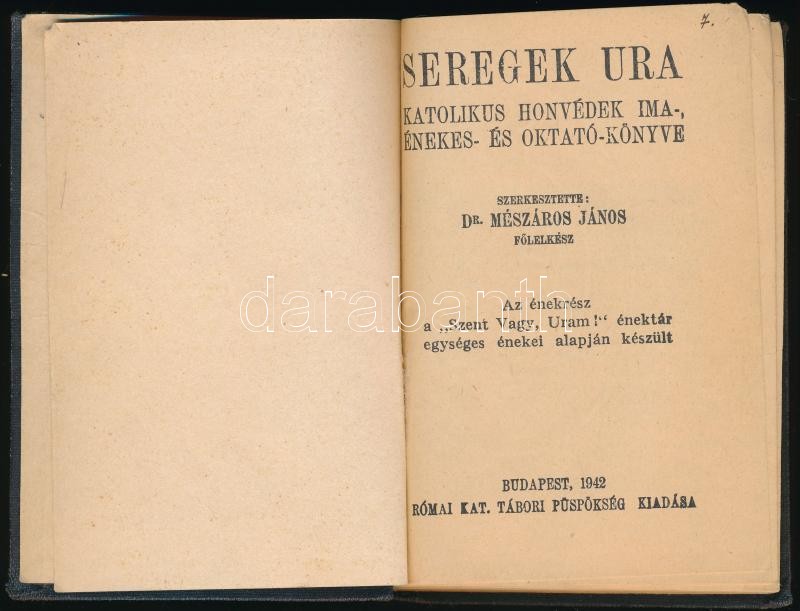 7.
SEREGEK URA
KATOLIKUS HONVÉDEK IMA-,
ÉNEKES- ÉS OKTATÓ-KÖNYVE
SZERKESZTETTE:
DR. MÉSZÁROS JÁNOS
FŐLELKÉSZ
darabanth
Az énekrész
a „Szent Vagy, Uram!“ énektár
egységes énekei alapján készült
BUDAPEST, 1942
RÓMAI KAT. TÁBORI PÜSPÖKSÉG KIADÁSA